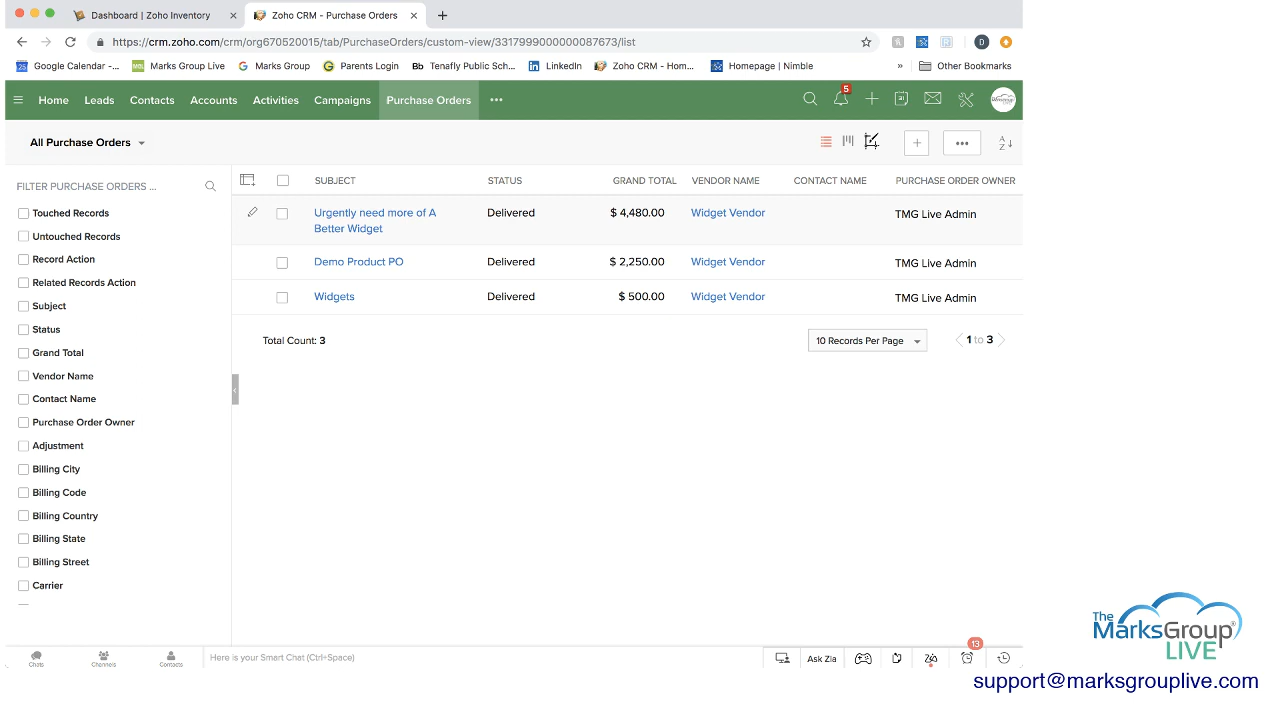 Dashboard | Zoho Inventory
Zoho CRM - Purchase Orders
https://crm.zoho.com/crm/org670520015/tab/PurchaseOrders/custom-view/3317999000000087673/list
Google Calendar -... Marks Group Live Marks Group Parents Login Tenafly Public Sch... LinkedIn Zoho CRM - Hom... Homepage | Nimble » Other Bookmarks
Home Leads Contacts Accounts Activities Campaigns Purchase Orders ••• 5
All Purchase Orders
FILTER PURCHASE ORDERS ...
Touched Records
Untouched Records
Record Action
Related Records Action
Subject
Status
Grand Total
Vendor Name
Contact Name
Purchase Order Owner
Adjustment
Billing City
Billing Code
Billing Country
Billing State
Billing Street
Carrier
SUBJECT STATUS GRAND TOTAL VENDOR NAME CONTACT NAME PURCHASE ORDER OWNER
Urgently need more of A
Better Widget Delivered $ 4,480.00 Widget Vendor TMG Live Admin
Demo Product PO Delivered $ 2,250.00 Widget Vendor TMG Live Admin
Widgets Delivered $ 500.00 Widget Vendor TMG Live Admin
Total Count: 3 10 Records Per Page 1 to 3
Chats Channels Contacts Here is your Smart Chat (Ctrl+Space) Ask Zia 13
The
MarksGroup
LIVE
support@marksgrouplive.com